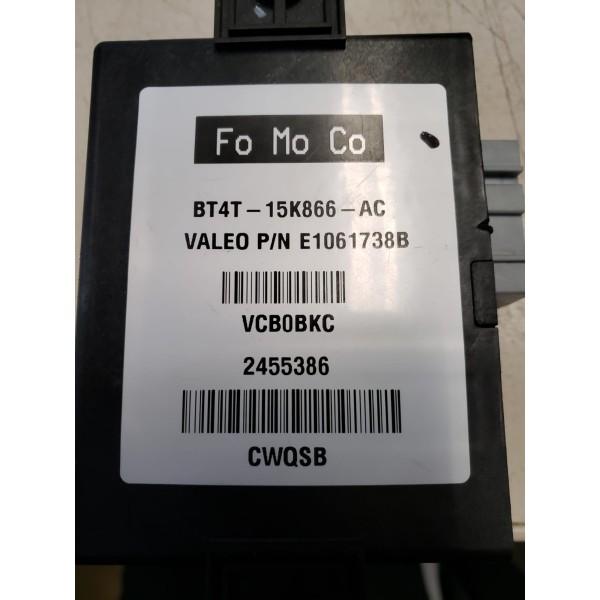 Fo Mo Co
BT4T-15K866-AC
VALEO P/N E1061738B
VCB0BKC
2455386
CWQSB